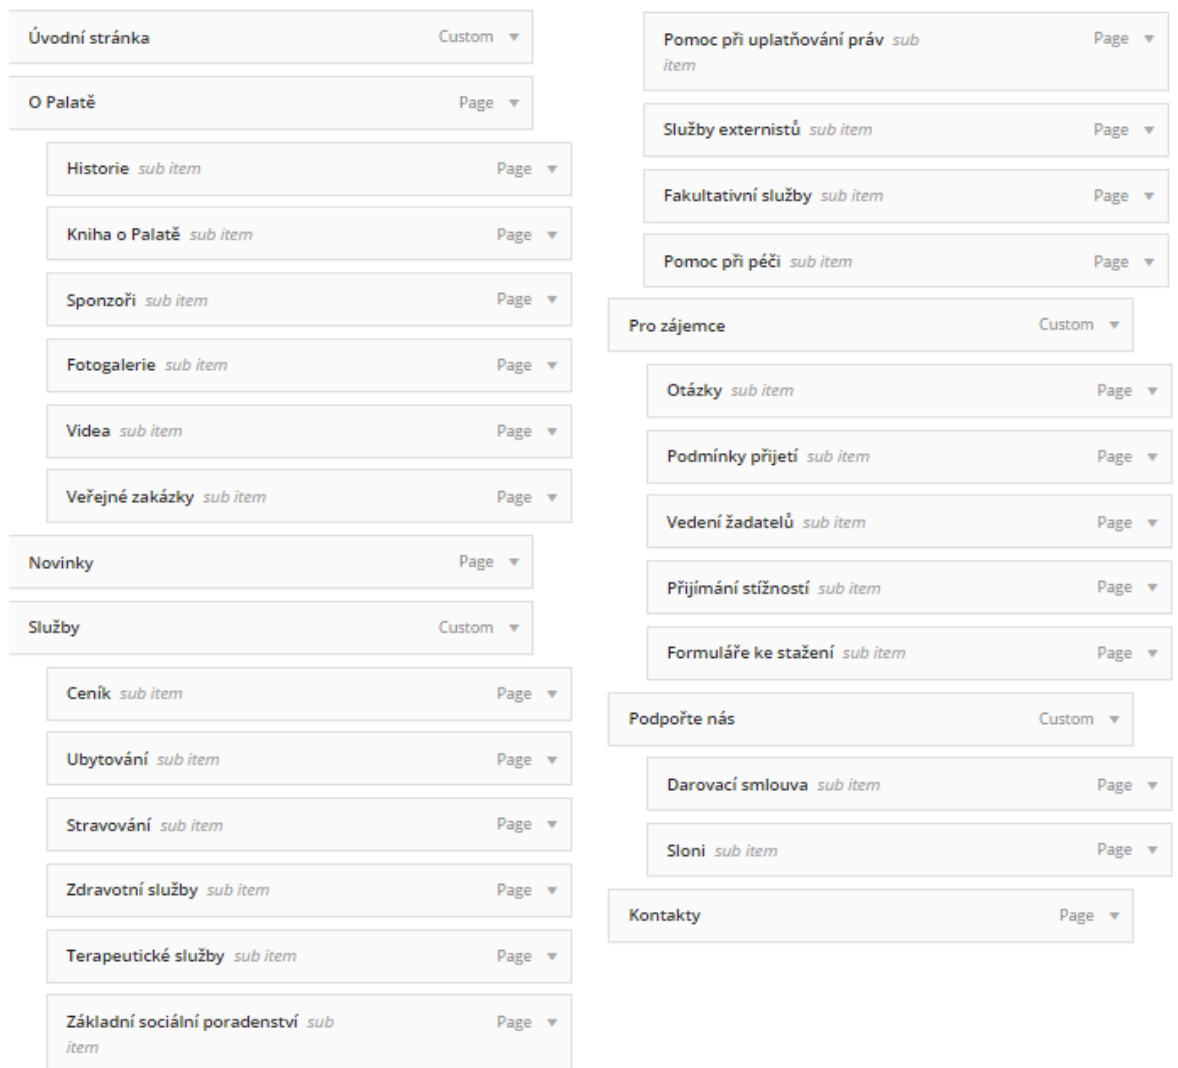 Úvodní stránka Custom
O Palatě Page
Historie sub item Page
Kniha o Palatě sub item Page
Sponzoři sub item Page
Fotogalerie sub item Page
Videa sub item Page
Veřejné zakázky sub item Page
Novinky Page
Služby Custom
Ceník sub item Page
Ubytování sub item Page
Stravování sub item Page
Zdravotní služby sub item Page
Terapeutické služby sub item Page
Základní sociální poradenství sub Page
item
Pomoc při uplatňování práv sub Page
item
Služby externistů sub item Page
Fakultativní služby sub item Page
Pomoc při péči sub item Page
Pro zájemce Custom
Otázky sub item Page
Podmínky přijetí sub item Page
Vedení žadatelů sub item Page
Přijímání stížností sub item Page
Formuláře ke stažení sub item Page
Podpořte nás Custom
Darovací smlouva sub item Page
Sloni sub item Page
Kontakty Page